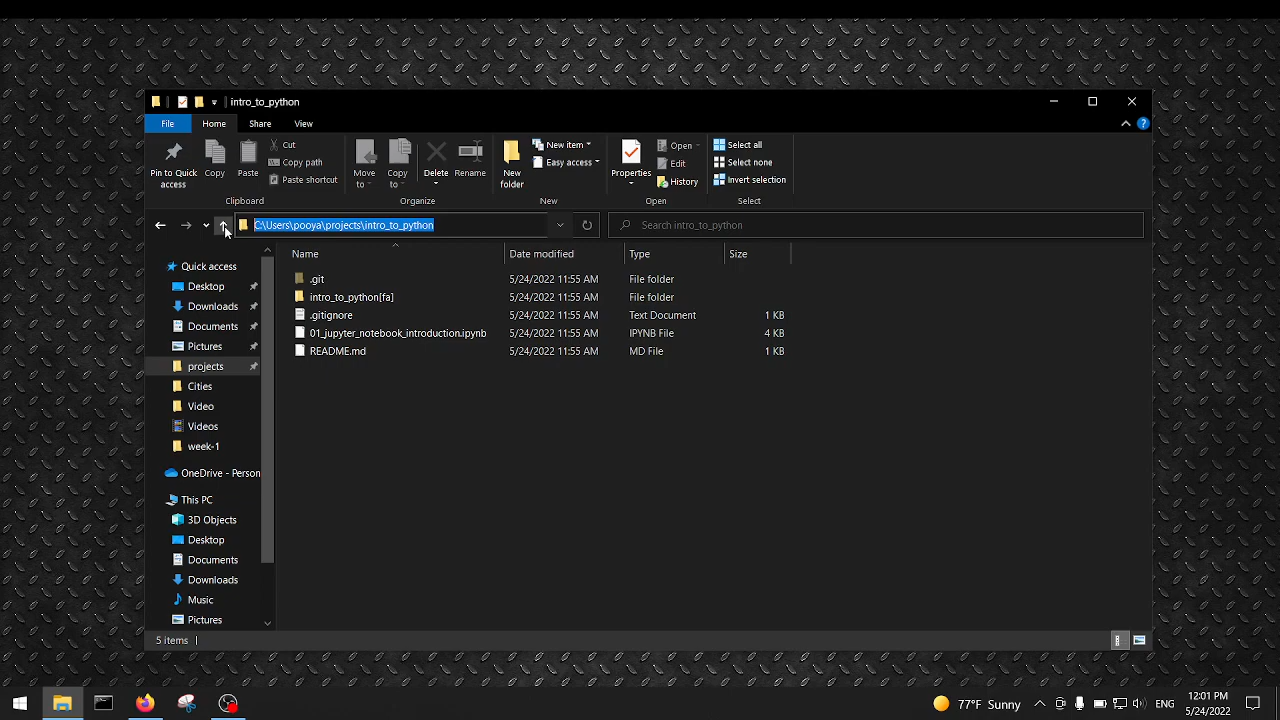 intro_to_python
File Home Share View
Pin to Quick access
Copy
Paste
Cut
Copy path
Paste shortcut
Clipboard
Move to
Copy to
Delete
Rename
Organize
New folder
New item
Easy access
New
Properties
Open
Edit
History
Open
Select all
Select none
Invert selection
Select
C:\Users\pooya\projects\intro_to_python
Search intro_to_python
Quick access
Desktop
Downloads
Documents
Pictures
projects
Cities
Video
Videos
week-1
OneDrive - Person
This PC
3D Objects
Desktop
Documents
Downloads
Music
Pictures
Name Date modified Type Size
.git 5/24/2022 11:55 AM File folder
intro_to_python[fa] 5/24/2022 11:55 AM File folder
.gitignore 5/24/2022 11:55 AM Text Document 1 KB
01_jupyter_notebook_introduction.ipynb 5/24/2022 11:55 AM IPYNB File 4 KB
README.md 5/24/2022 11:55 AM MD File 1 KB
5 items
77°F Sunny
ENG
12:01 PM
5/24/2022